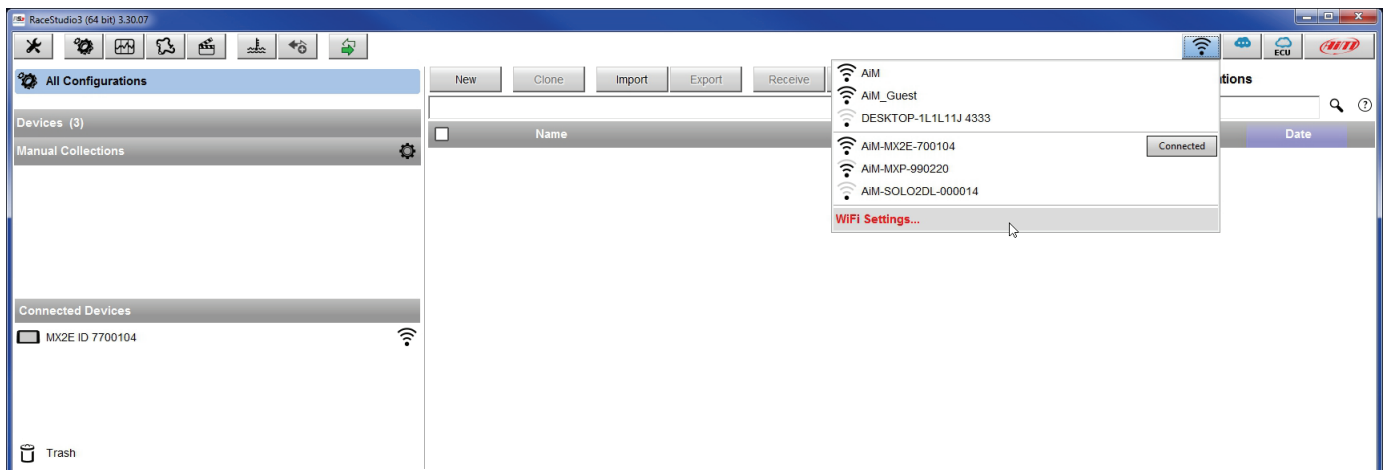 RaceStudio3 (64 bit) 3.30.07
ECU
AiM
All Configurations
New Clone Import Export Receive
tions
AiM
AiM_Guest
DESKTOP-1L1L11J 4333
Devices (3)
Name
Date
Manual Collections
AiM-MX2E-700104 Connected
AiM-MXP-990220
AiM-SOLO2DL-000014
WiFi Settings...
Connected Devices
MX2E ID 7700104
Trash